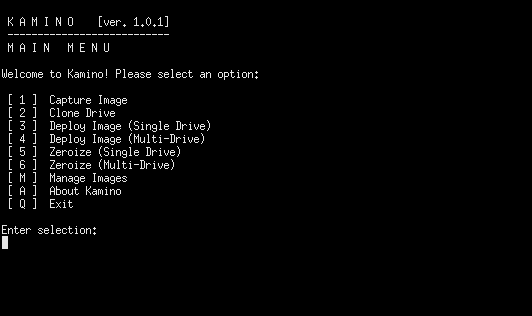 K A M I N O [ver. 1.0.1]
---------------------------
M A I N M E N U
Welcome to Kamino! Please select an option:
[ 1 ] Capture Image
[ 2 ] Clone Drive
[ 3 ] Deploy Image (Single Drive)
[ 4 ] Deploy Image (Multi-Drive)
[ 5 ] Zeroize (Single Drive)
[ 6 ] Zeroize (Multi-Drive)
[ M ] Manage Images
[ A ] About Kamino
[ Q ] Exit
Enter selection: